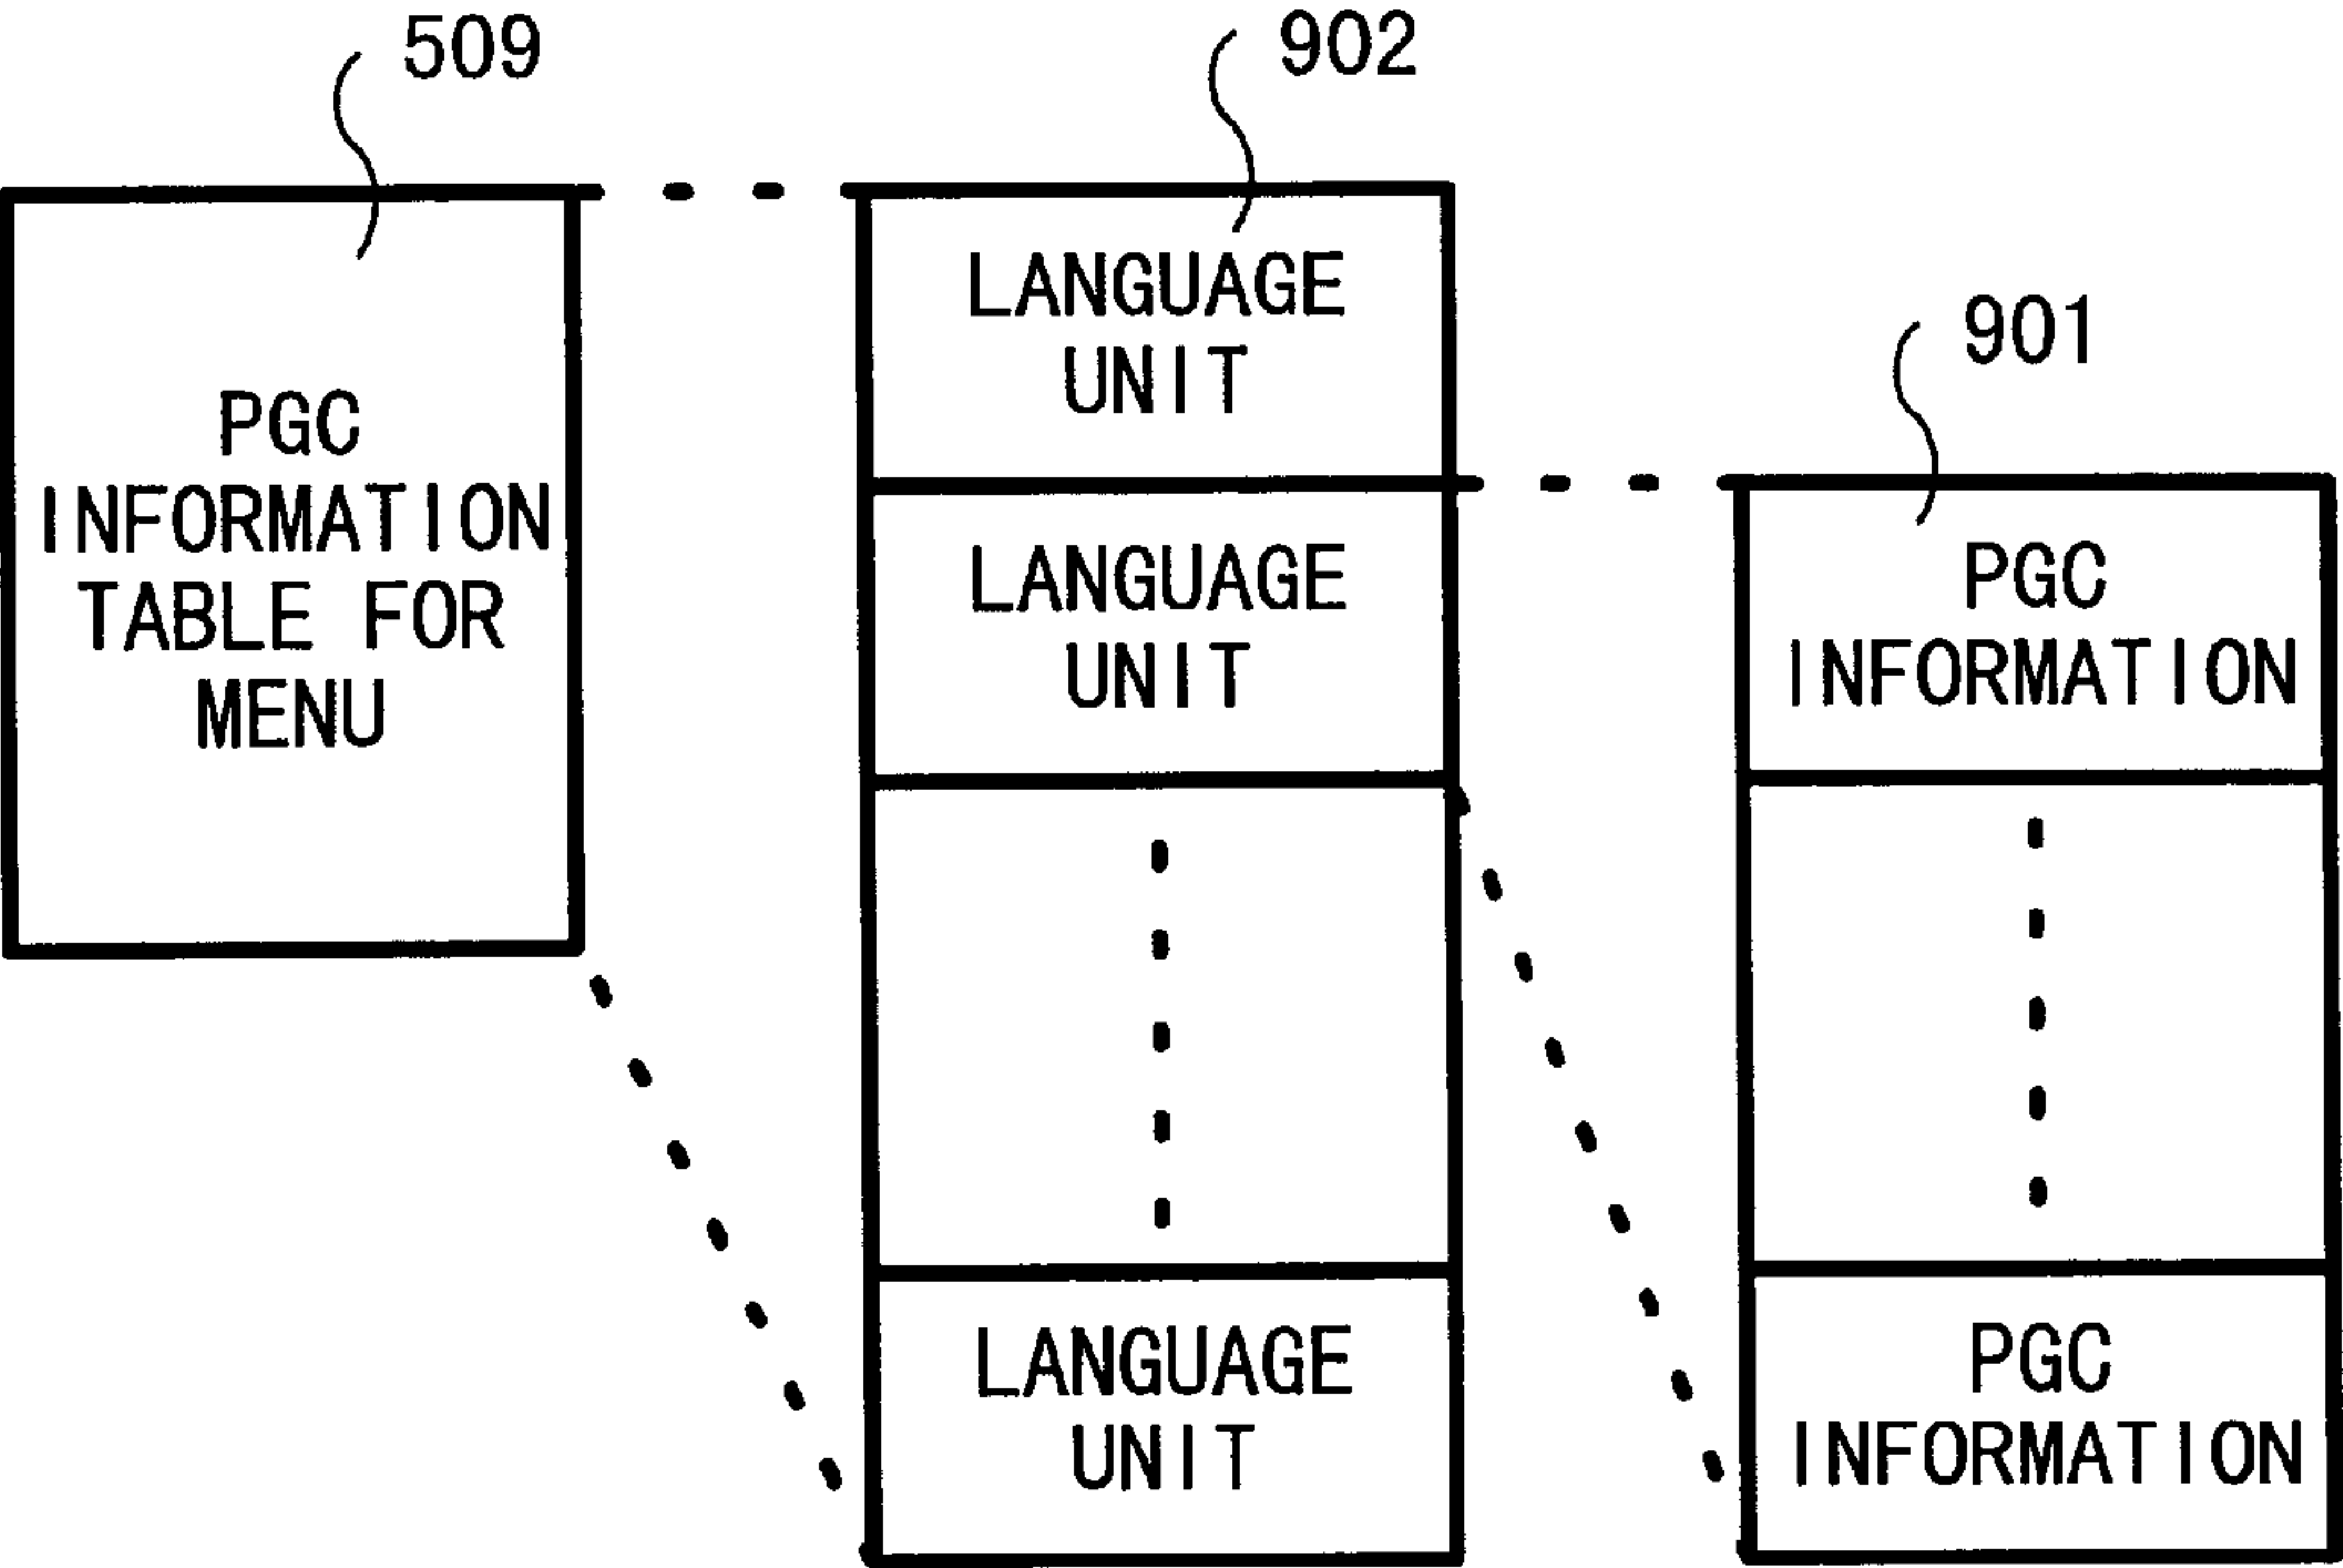 509
PGC
INFORMATION
TABLE FOR
MENU
902
LANGUAGE
UNIT
LANGUAGE
UNIT
LANGUAGE
UNIT
901
PGC
INFORMATION
PGC
INFORMATION